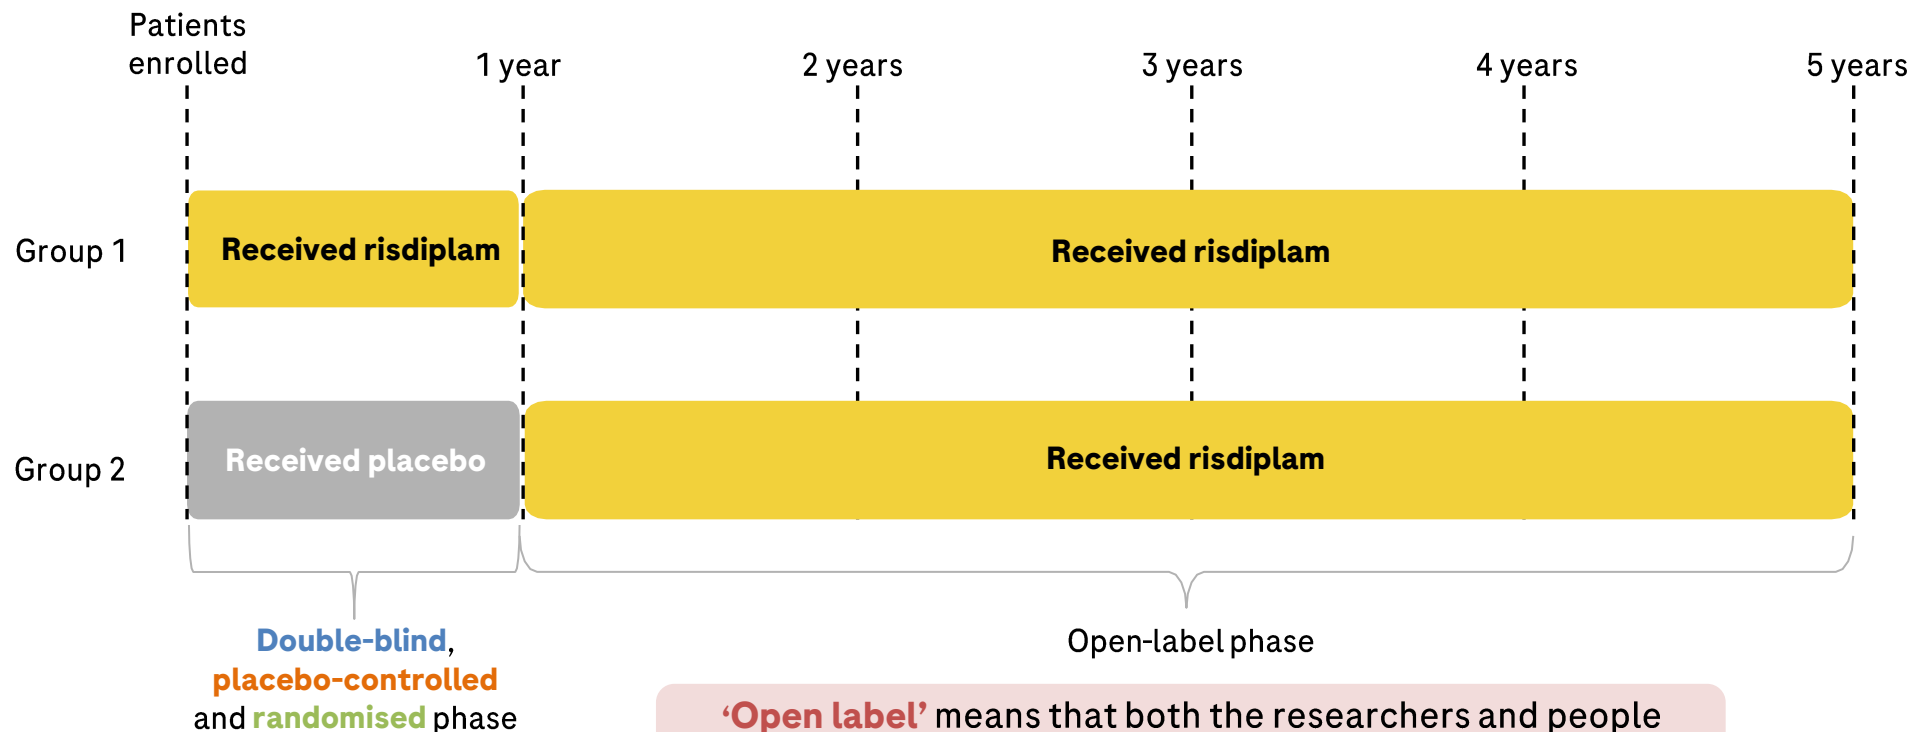 Patients
enrolled
1 year
2 years
3 years
4 years
5 years
Group 1
Received risdiplam
Received risdiplam
Group 2
Received placebo
Received risdiplam
Double-blind,
placebo-controlled
and randomised phase
Open-label phase
‘Open label’ means that both the researchers and people